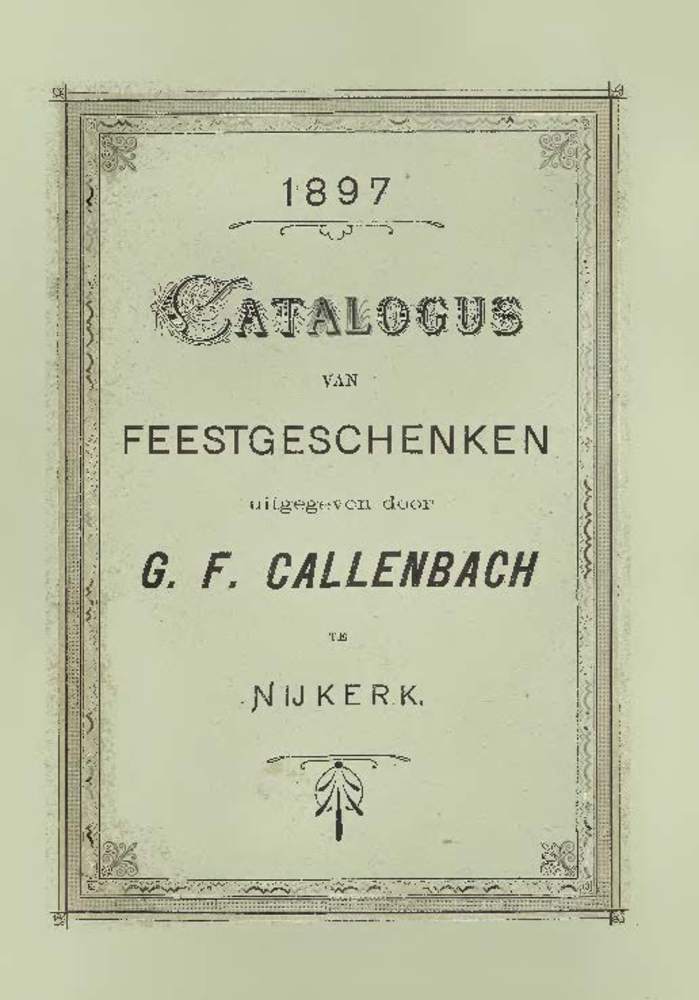 1897
CATALOGUS
VAN
FEESTGESCHENKEN
uitgegeven door
G. F. CALLENBACH
TE
NIJKERK.